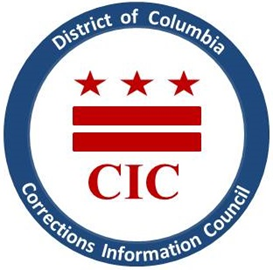 District of Columbia
CIC
Corrections Information Council